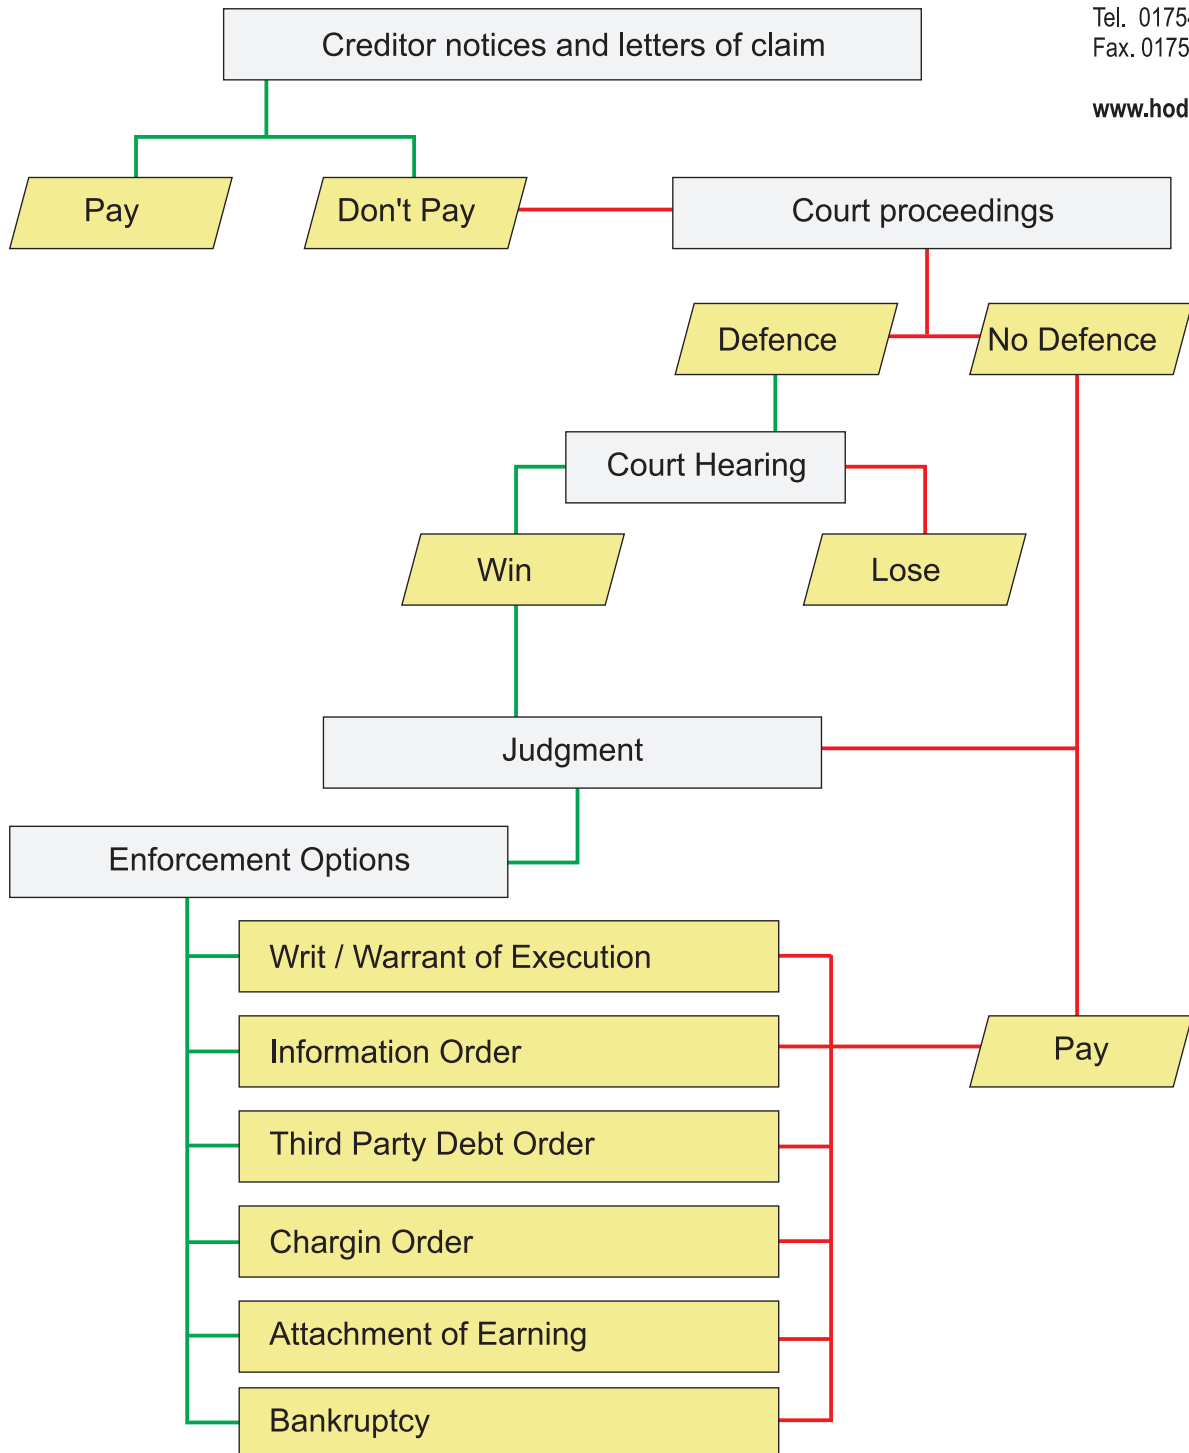 Tel. 01754
Fax. 0175
www.hod
Creditor notices and letters of claim
Pay
Don't Pay
Court proceedings
Defence
No Defence
Court Hearing
Win
Lose
Judgment
Enforcement Options
Writ / Warrant of Execution
Information Order
Pay
Third Party Debt Order
Chargin Order
Attachment of Earning
Bankruptcy